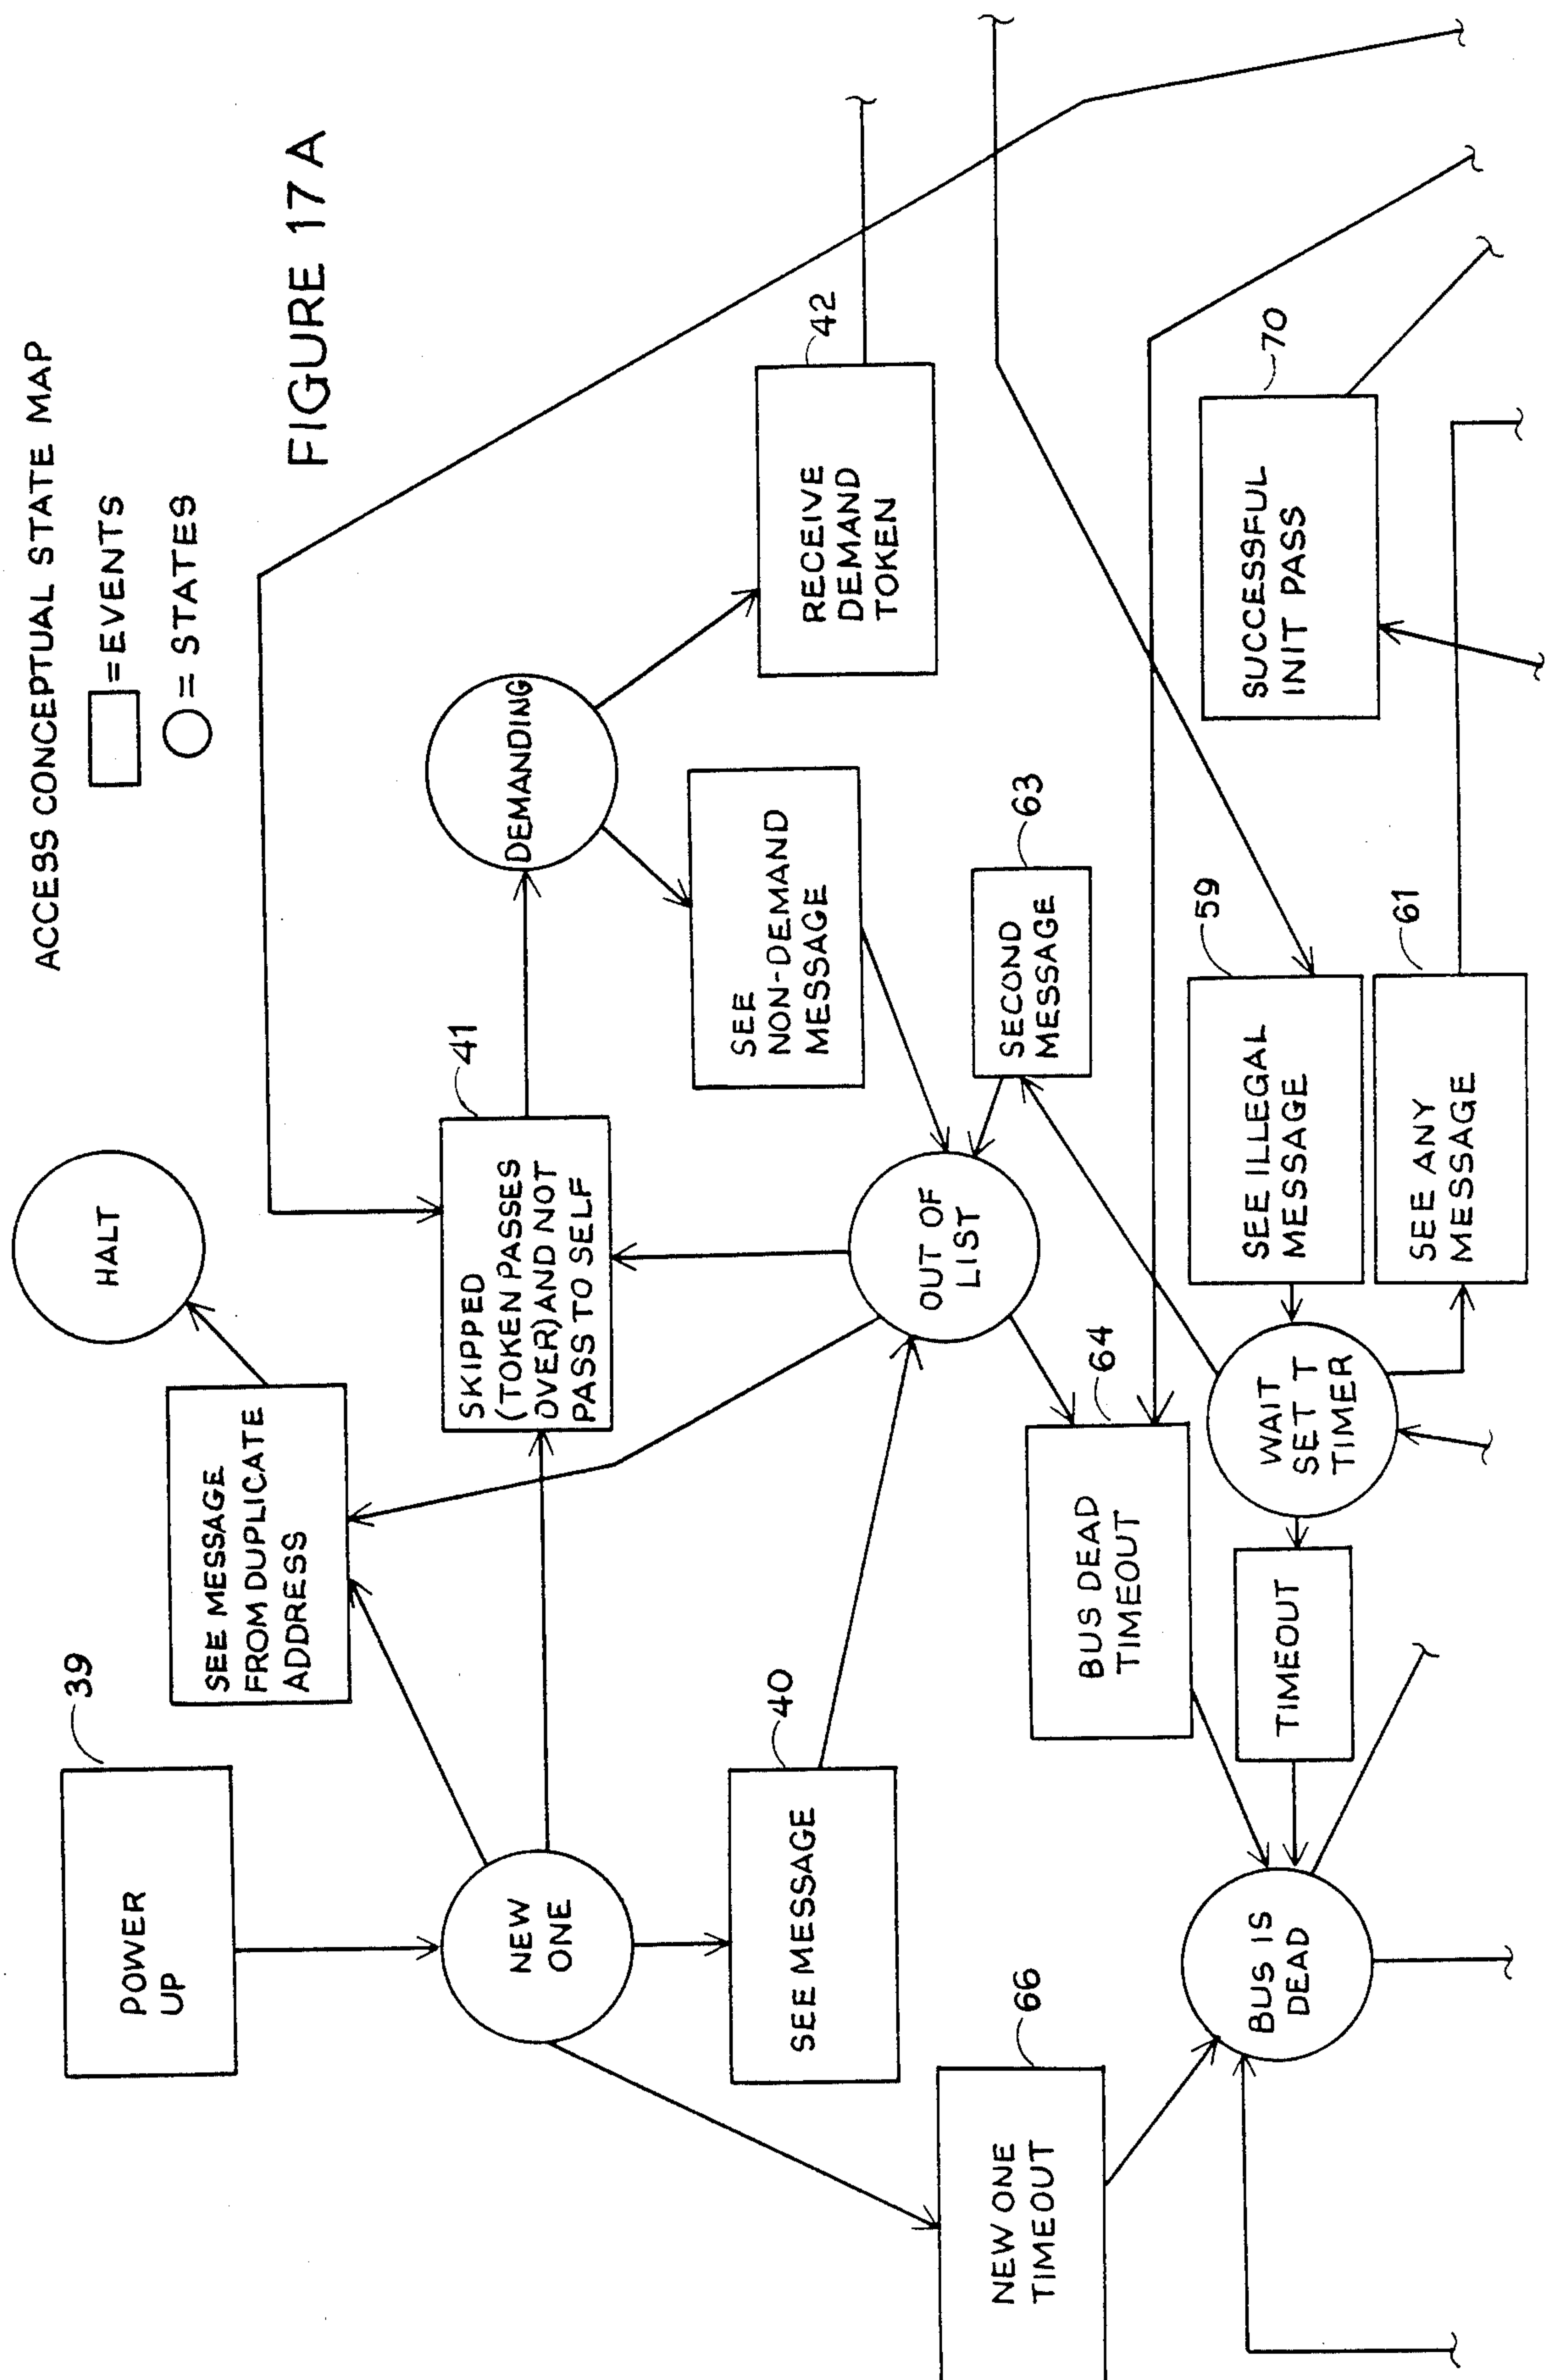 ACCESS CONCEPTUAL STATE MAP
= EVENTS
= STATES
FIGURE 17A
39
POWER
UP
SEE MESSAGE
FROM DUPLICATE
ADDRESS
HALT
NEW
ONE
41
SKIPPED
(TOKEN PASSES
OVER) AND NOT
PASS TO SELF
DEMANDING
40
SEE MESSAGE
SEE
NON-DEMAND
MESSAGE
42
RECEIVE
DEMAND
TOKEN
OUT OF
LIST
63
SECOND
MESSAGE
66
NEW ONE
TIMEOUT
64
BUS DEAD
TIMEOUT
59
SEE ILLEGAL
MESSAGE
70
SUCCESSFUL
INIT PASS
BUS IS
DEAD
TIMEOUT
WAIT
SET T
TIMER
61
SEE ANY
MESSAGE